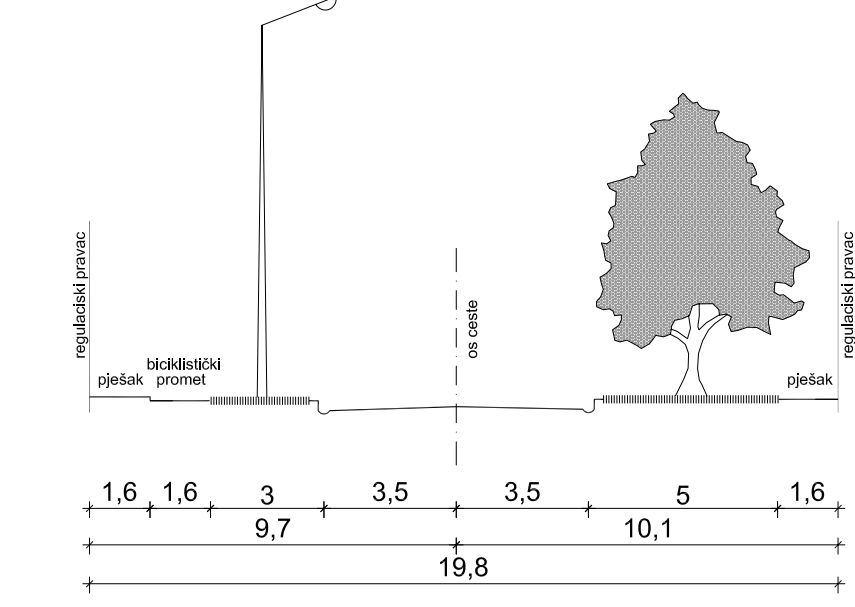 regulaciski pravac
os ceste
regulaciski pravac
biciklistički
pješak promet
pješak
1,6 1,6 3 3,5 3,5 5 1,6
9,7 10,1
19,8